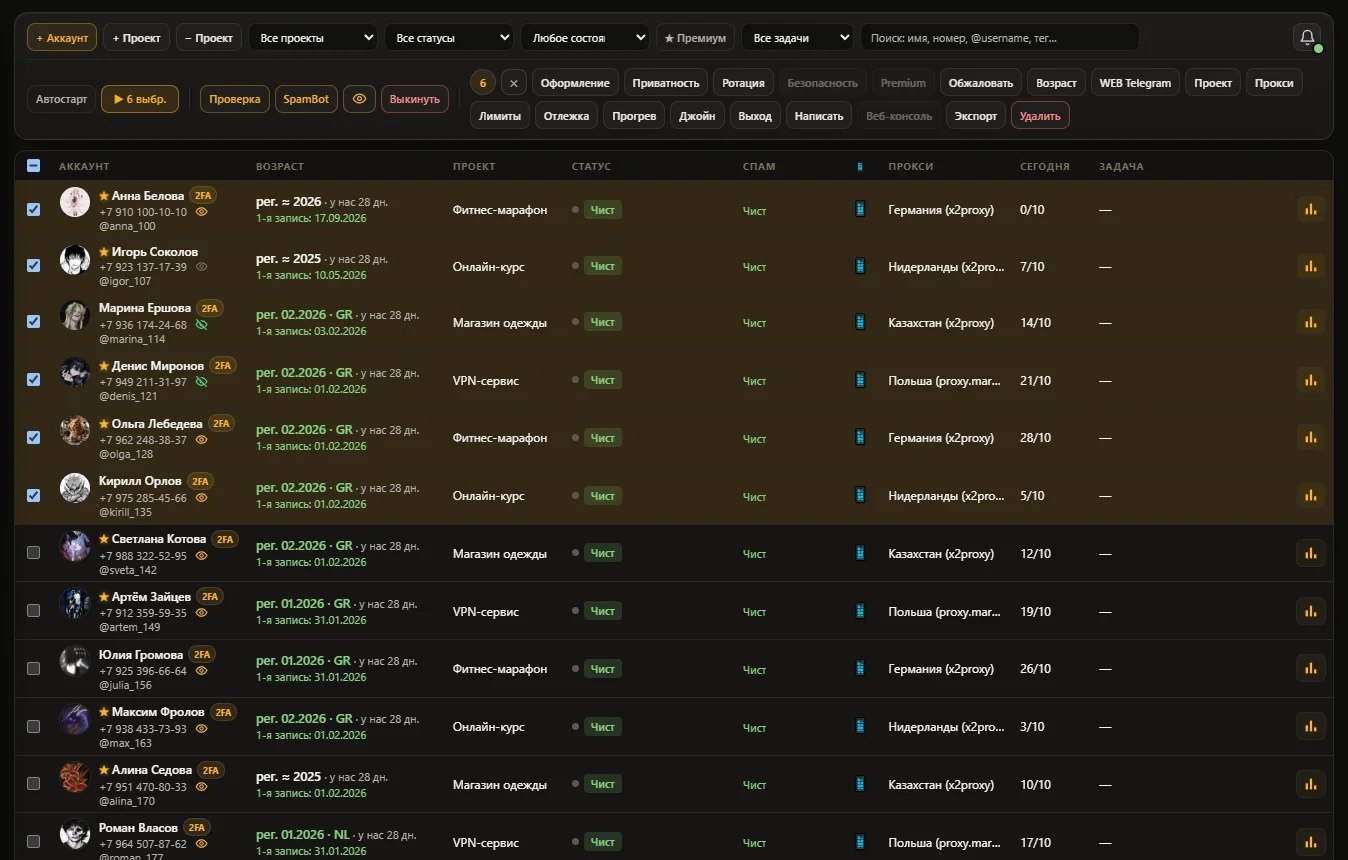 + Аккаунт + Проект − Проект Все проекты Все статусы Любое состоя ★ Премиум Все задачи Поиск: имя, номер, @username, тег...
Автостарт ▶ 6 выбр. Проверка SpamBot Выкинуть
6 × Оформление Приватность Ротация Безопасность Premium Обжаловать Возраст WEB Telegram Проект Прокси
Лимиты Отлежка Прогрев Джойн Выход Написать Веб-консоль Экспорт Удалить
АККАУНТ ВОЗРАСТ ПРОЕКТ СТАТУС СПАМ ПРОКСИ СЕГОДНЯ ЗАДАЧА
★ Анна Белова 2FA
+7 910 100-10-10
@anna_100
рег. ≈ 2026 · у нас 28 дн.
1-я запись: 17.09.2026
Фитнес-марафон Чист Чист Германия (x2proxy) 0/10 —
★ Игорь Соколов
+7 923 137-17-39
@igor_107
рег. ≈ 2025 · у нас 28 дн.
1-я запись: 10.05.2026
Онлайн-курс Чист Чист Нидерланды (x2pro... 7/10 —
Марина Ершова 2FA
+7 936 174-24-68
@marina_114
рег. 02.2026 · GR · у нас 28 дн.
1-я запись: 03.02.2026
Магазин одежды Чист Чист Казахстан (x2proxy) 14/10 —
★ Денис Миронов 2FA
+7 949 211-31-97
@denis_121
рег. 02.2026 · GR · у нас 28 дн.
1-я запись: 01.02.2026
VPN-сервис Чист Чист Польша (proxy.mar... 21/10 —
★ Ольга Лебедева 2FA
+7 962 248-38-37
@olga_128
рег. 02.2026 · GR · у нас 28 дн.
1-я запись: 01.02.2026
Фитнес-марафон Чист Чист Германия (x2proxy) 28/10 —
Кирилл Орлов 2FA
+7 975 285-45-66
@kirill_135
рег. 02.2026 · GR · у нас 28 дн.
1-я запись: 01.02.2026
Онлайн-курс Чист Чист Нидерланды (x2pro... 5/10 —
★ Светлана Котова 2FA
+7 988 322-52-95
@sveta_142
рег. 02.2026 · GR · у нас 28 дн.
1-я запись: 01.02.2026
Магазин одежды Чист Чист Казахстан (x2proxy) 12/10 —
★ Артём Зайцев 2FA
+7 912 359-59-35
@artem_149
рег. 01.2026 · GR · у нас 28 дн.
1-я запись: 31.01.2026
VPN-сервис Чист Чист Польша (proxy.mar... 19/10 —
Юлия Громова 2FA
+7 925 396-66-64
@julia_156
рег. 01.2026 · GR · у нас 28 дн.
1-я запись: 31.01.2026
Фитнес-марафон Чист Чист Германия (x2proxy) 26/10 —
★ Максим Фролов 2FA
+7 938 433-73-93
@max_163
рег. 02.2026 · GR · у нас 28 дн.
1-я запись: 01.02.2026
Онлайн-курс Чист Чист Нидерланды (x2pro... 3/10 —
★ Алина Седова 2FA
+7 951 470-80-33
@alina_170
рег. ≈ 2025 · у нас 28 дн.
1-я запись: 01.02.2026
Магазин одежды Чист Чист Казахстан (x2proxy) 10/10 —
Роман Власов 2FA
+7 964 507-87-62
@roman_177
рег. 01.2026 · NL · у нас 28 дн.
1-я запись: 31.01.2026
VPN-сервис Чист Чист Польша (proxy.mar... 17/10 —